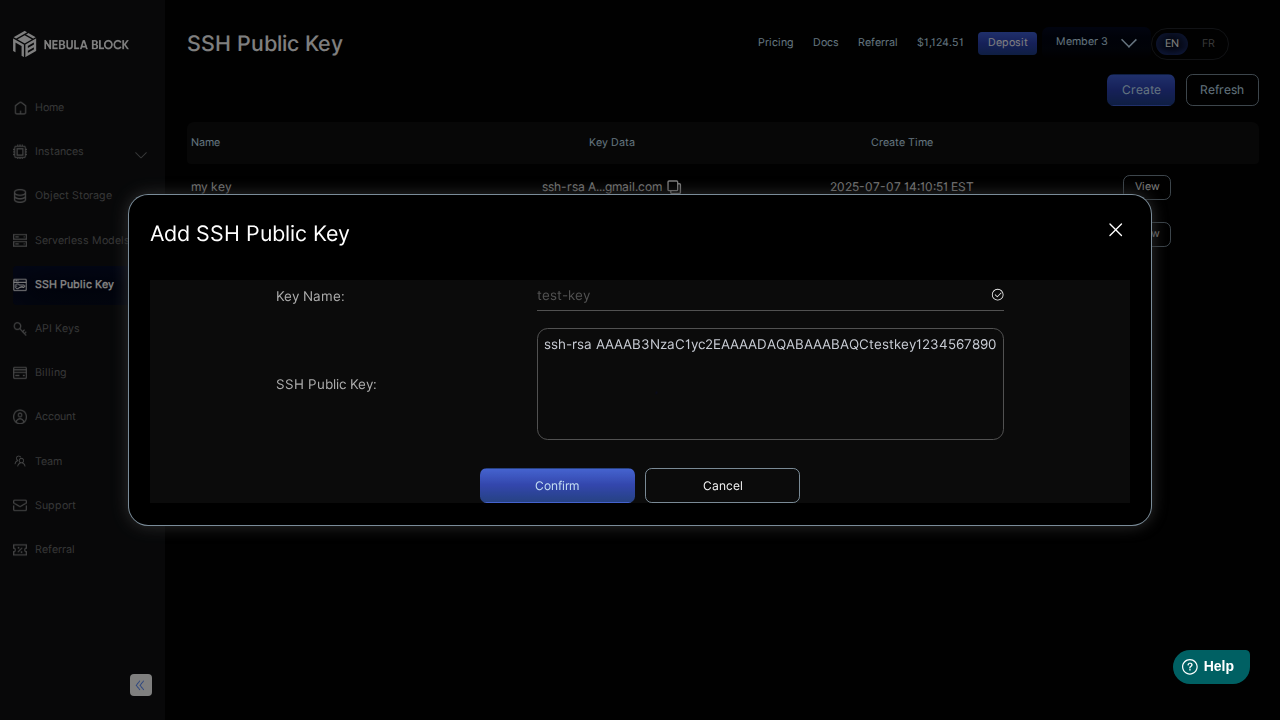 NEBULA BLOCK
SSH Public Key
Pricing
Docs
Referral
$1,124.51
Deposit
Member 3
EN
FR
Create
Refresh
Home
Instances
Object Storage
Serverless Models
SSH Public Key
API Keys
Billing
Account
Team
Support
Referral
Name
Key Data
Create Time
my key
ssh-rsa A...gmail.com
2025-07-07 14:10:51 EST
View
Add SSH Public Key
Key Name:
test-key
SSH Public Key:
ssh-rsa AAAAB3NzaC1yc2EAAAADAQABAAABAQCtestkey1234567890
Confirm
Cancel
Help